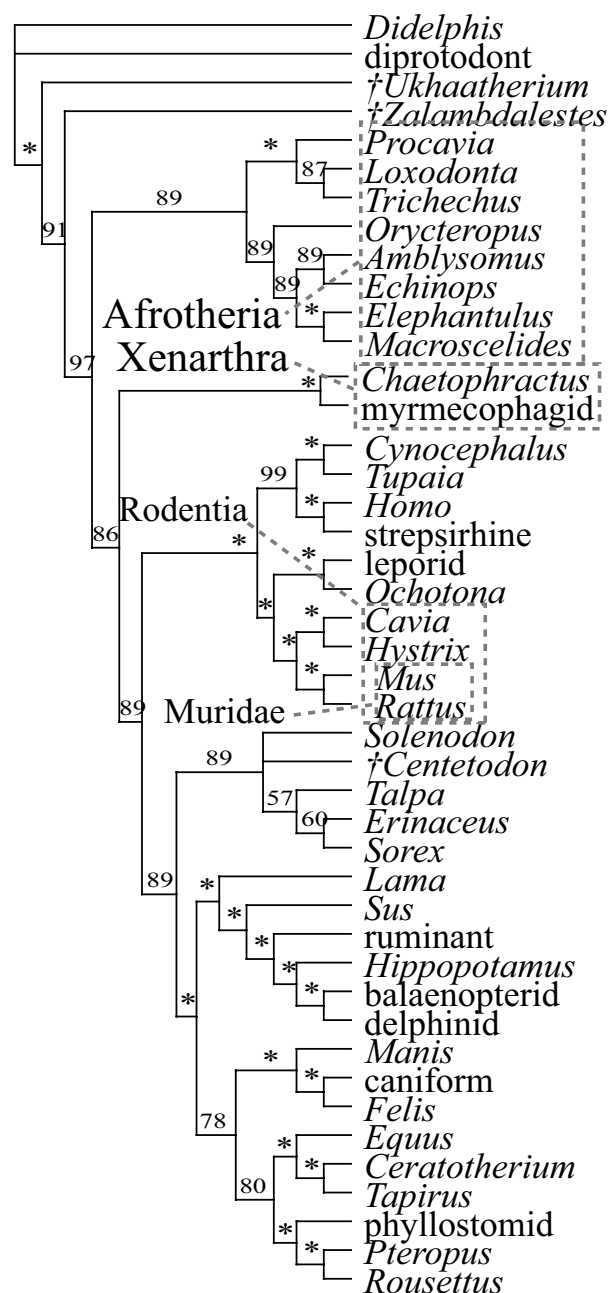 Didelphis
diprotodont
†Ukhaatherium
†Zalambdalestes
*
Procavia
*
87
Loxodonta
89
Trichechus
91
Orycteropus
89
89
Amblysomus
89
Echinops
Afrotheria
*
Elephantulus
Xenarthra
Macroscelides
97
*
Chaetophractus
myrmecophagid
*
Cynocephalus
99
Tupaia
Rodentia
*
Homo
86
*
strepsirhine
*
leporid
Ochotona
*
*
Cavia
*
Hystrix
*
Mus
89
Muridae
Rattus
Solenodon
89
†Centetodon
57
Talpa
60
Erinaceus
Sorex
89
*
Lama
*
Sus
*
ruminant
*
Hippopotamus
*
*
balaenopterid
delphinid
*
Manis
*
caniform
78
Felis
*
Equus
*
Ceratotherium
80
Tapirus
*
phyllostomid
*
Pteropus
Rousettus